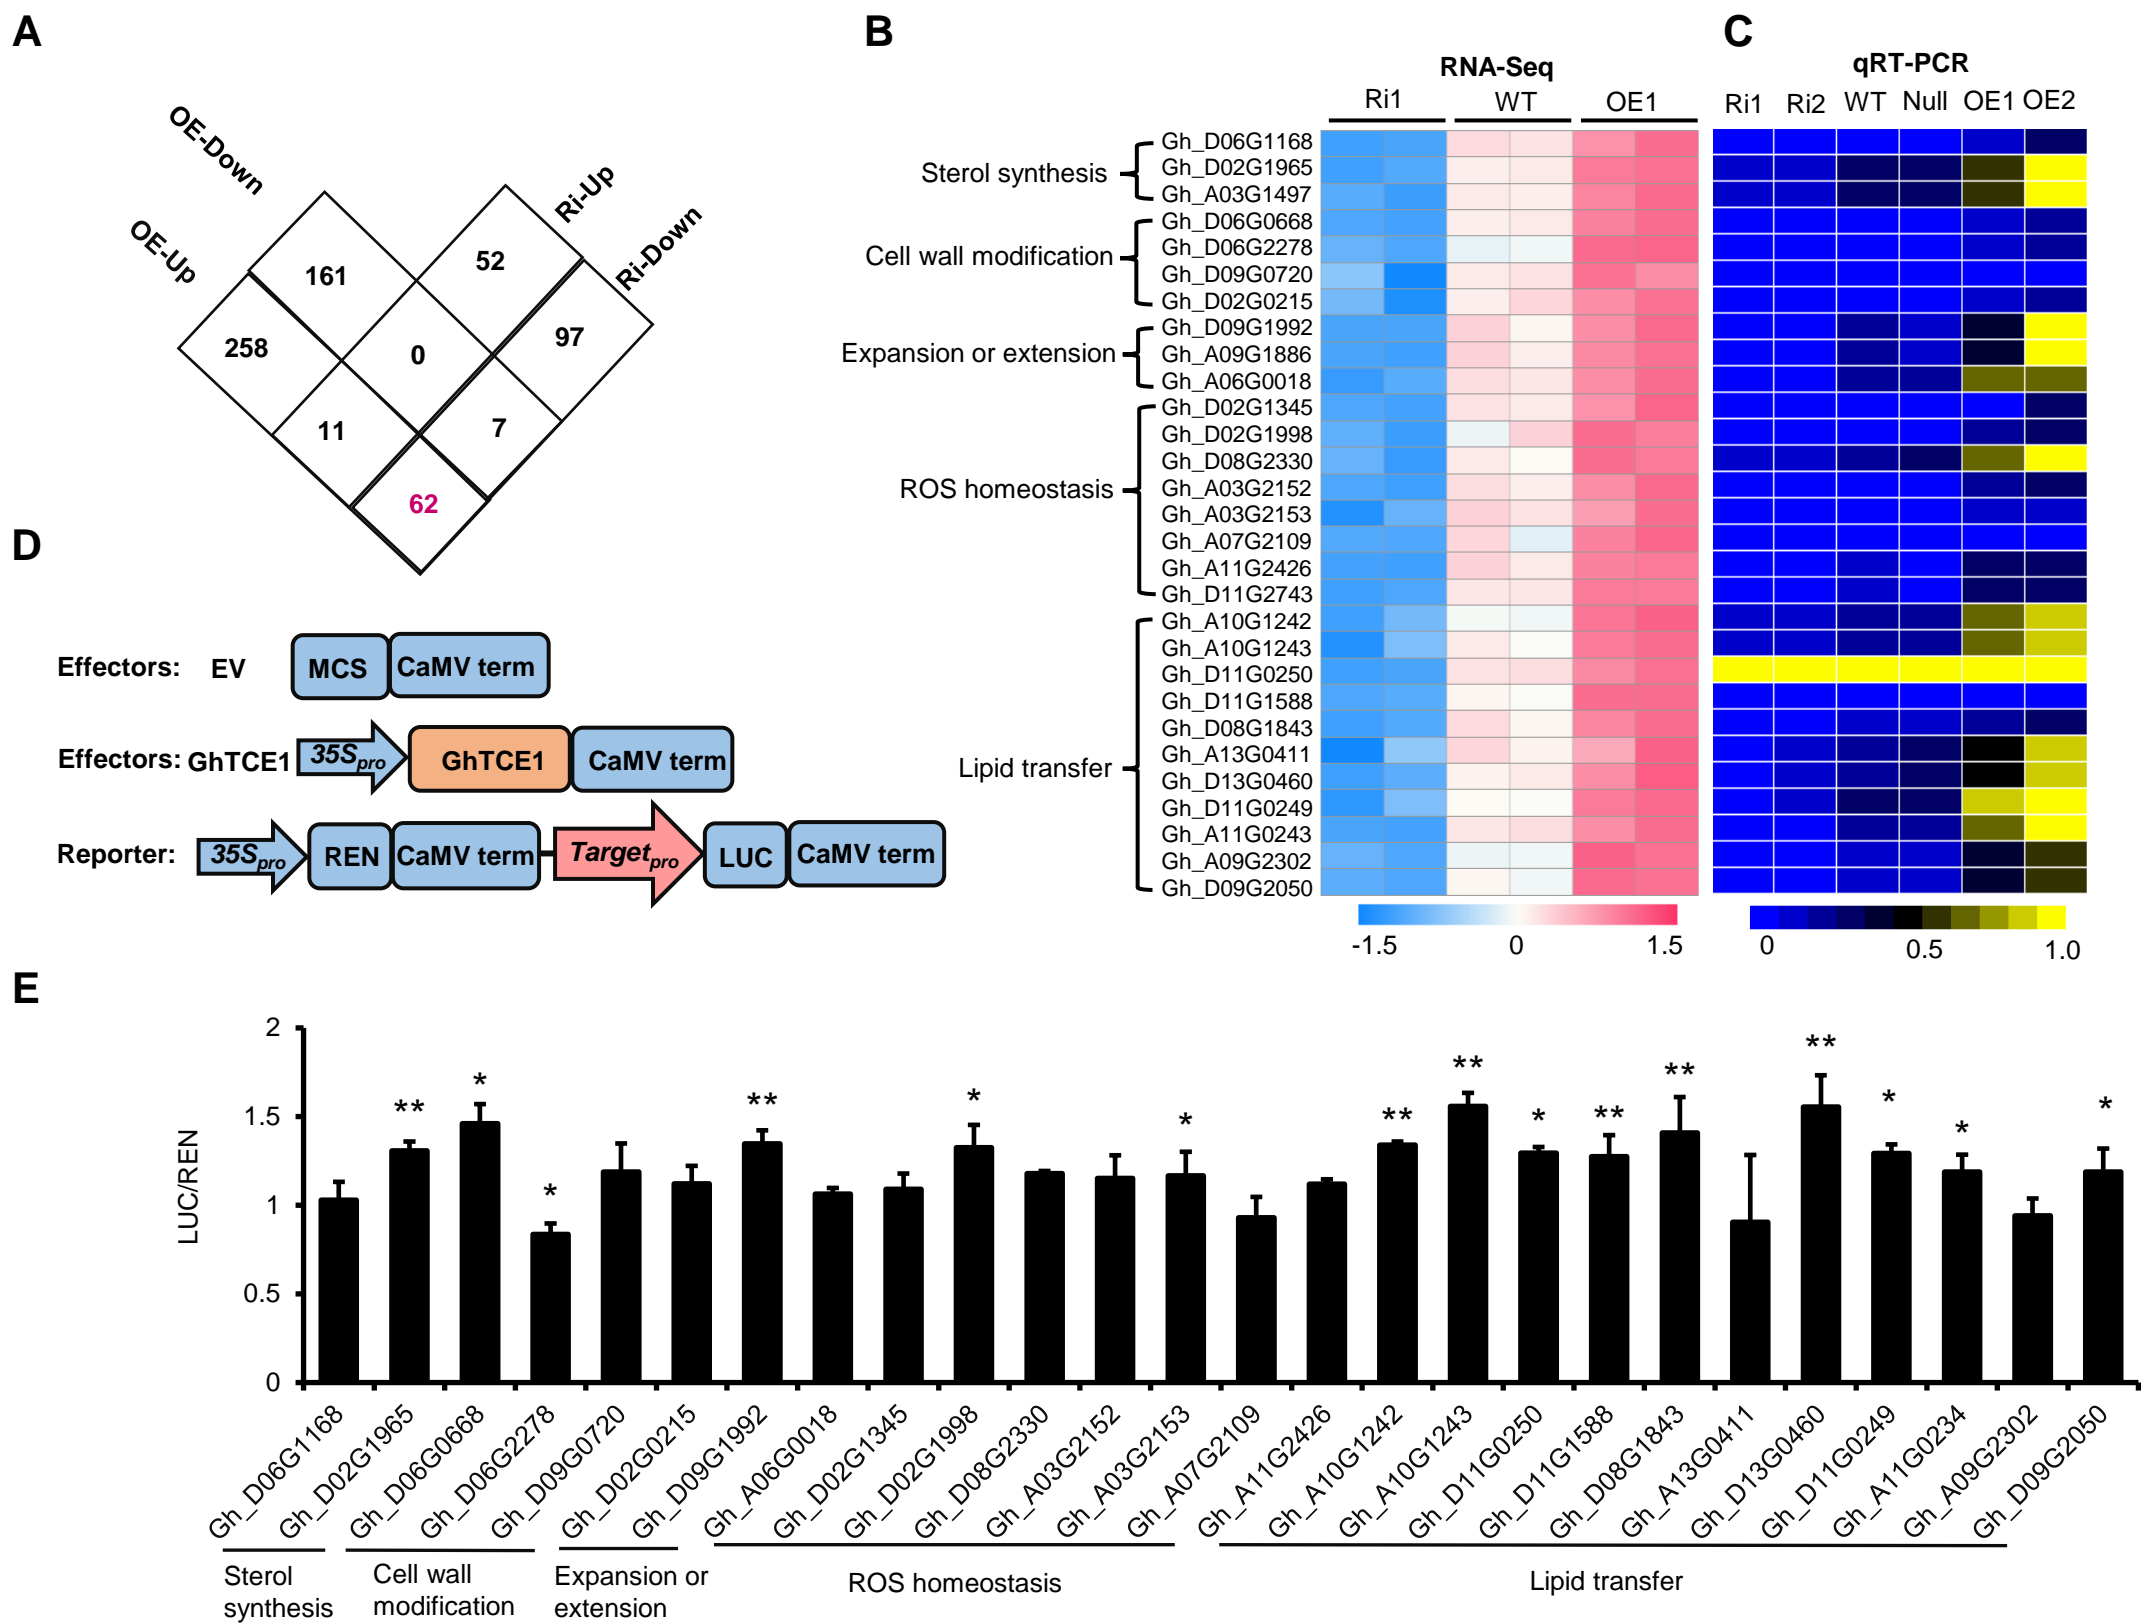 A
OE-Down
OE-Up
Ri-Up
Ri-Down
161
52
258
0
97
11
7
62
B
RNA-Seq
Ri1 WT OE1
Sterol synthesis
Cell wall modification
Expansion or extension
ROS homeostasis
Lipid transfer
Gh_D06G1168
Gh_D02G1965
Gh_A03G1497
Gh_D06G0668
Gh_D06G2278
Gh_D09G0720
Gh_D02G0215
Gh_D09G1992
Gh_A09G1886
Gh_A06G0018
Gh_D02G1345
Gh_D02G1998
Gh_D08G2330
Gh_A03G2152
Gh_A03G2153
Gh_A07G2109
Gh_A11G2426
Gh_D11G2743
Gh_A10G1242
Gh_A10G1243
Gh_D11G0250
Gh_D11G1588
Gh_D08G1843
Gh_A13G0411
Gh_D13G0460
Gh_D11G0249
Gh_A11G0243
Gh_A09G2302
Gh_D09G2050
-1.5 0 1.5
C
qRT-PCR
Ri1 Ri2 WT Null OE1 OE2
0 0.5 1.0
D
Effectors: EV MCS CaMV term
Effectors: GhTCE1 35Spro GhTCE1 CaMV term
Reporter: 35Spro REN CaMV term Targetpro LUC CaMV term
E
LUC/REN
2
1.5
1
0.5
0
** * * ** * * ** ** * ** ** ** * * *
Gh_D06G1168
Gh_D02G1965
Gh_D06G0668
Gh_D06G2278
Gh_D09G0720
Gh_D02G0215
Gh_D09G1992
Gh_A06G0018
Gh_D02G1345
Gh_D02G1998
Gh_D08G2330
Gh_A03G2152
Gh_A03G2153
Gh_A07G2109
Gh_A11G2426
Gh_A10G1242
Gh_A10G1243
Gh_D11G0250
Gh_D11G1588
Gh_D08G1843
Gh_A13G0411
Gh_D13G0460
Gh_D11G0249
Gh_A11G0234
Gh_A09G2302
Gh_D09G2050
Sterol
synthesis
Cell wall
modification
Expansion or
extension
ROS homeostasis
Lipid transfer